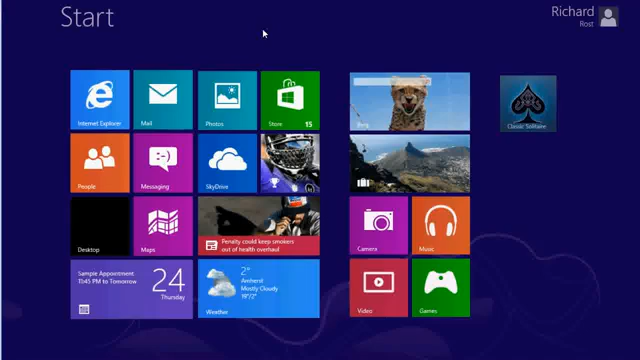 Start
Richard
Rost
Internet Explorer
Mail
Photos
Store
15
Bing
Classic Solitaire
People
Messaging
SkyDrive
Desktop
Maps
Penalty could keep smokers
out of health overhaul
Camera
Music
Sample Appointment
11:45 PM to Tomorrow
24
Thursday
2°
Amherst
Mostly Cloudy
19°/2°
Weather
Video
Games